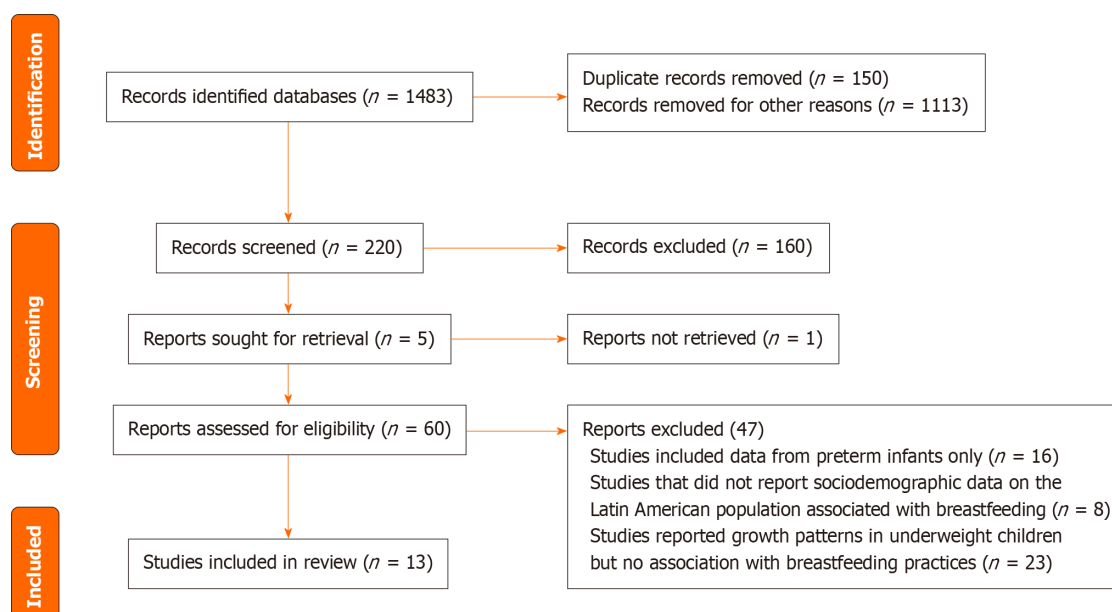 Identification
Records identified databases (n = 1483)
Duplicate records removed (n = 150)
Records removed for other reasons (n = 1113)
Screening
Records screened (n = 220)
Records excluded (n = 160)
Reports sought for retrieval (n = 5)
Reports not retrieved (n = 1)
Reports assessed for eligibility (n = 60)
Reports excluded (47)
Studies included data from preterm infants only (n = 16)
Studies that did not report sociodemographic data on the
Latin American population associated with breastfeeding (n = 8)
Studies reported growth patterns in underweight children
but no association with breastfeeding practices (n = 23)
Included
Studies included in review (n = 13)